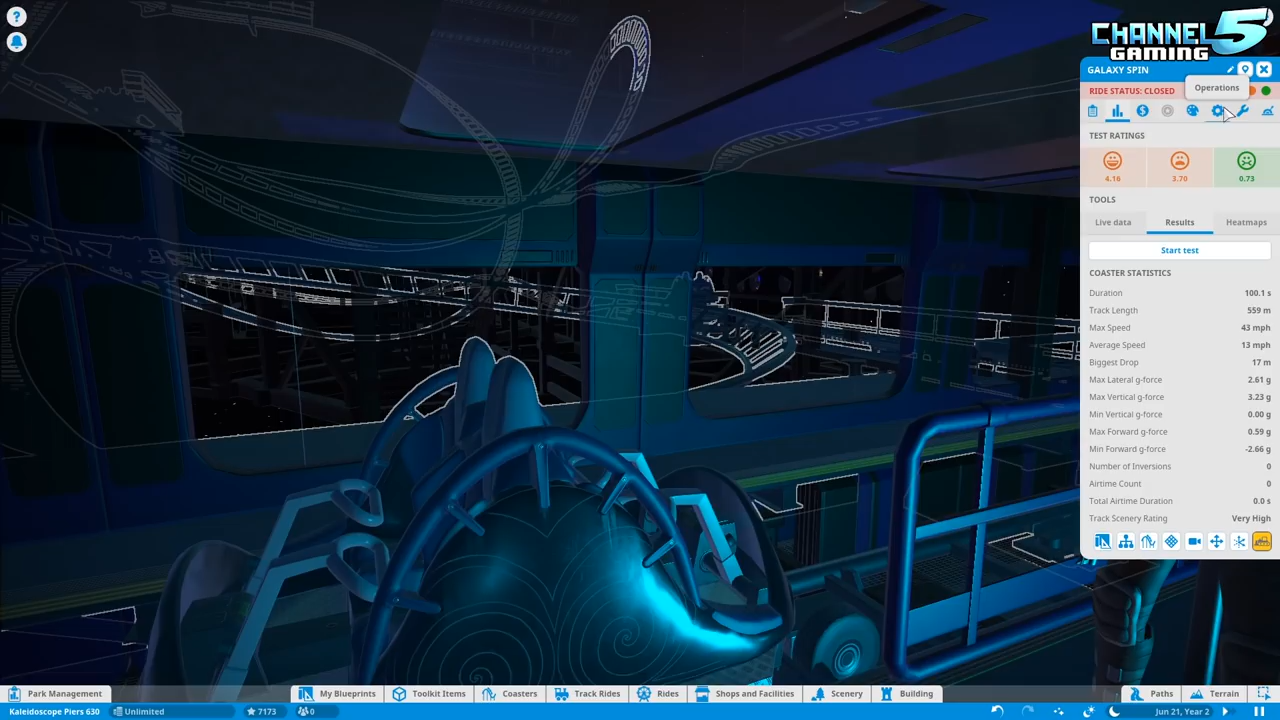 CHANNEL 5
GAMING
GALAXY SPIN
RIDE STATUS: CLOSED
Operations
TEST RATINGS
4.16 3.70 0.73
TOOLS
Live data Results Heatmaps
Start test
COASTER STATISTICS
Duration 100.1 s
Track Length 559 m
Max Speed 43 mph
Average Speed 13 mph
Biggest Drop 17 m
Max Lateral g-force 2.61 g
Max Vertical g-force 3.23 g
Min Vertical g-force 0.00 g
Max Forward g-force 0.59 g
Min Forward g-force -2.66 g
Number of Inversions 0
Airtime Count 0
Total Airtime Duration 0.0 s
Track Scenery Rating Very High
Park Management My Blueprints Toolkit Items Coasters Track Rides Rides Shops and Facilities Scenery Building Paths Terrain
Kaleidoscope Piers 630 Unlimited 7173 0 Jun 21, Year 2